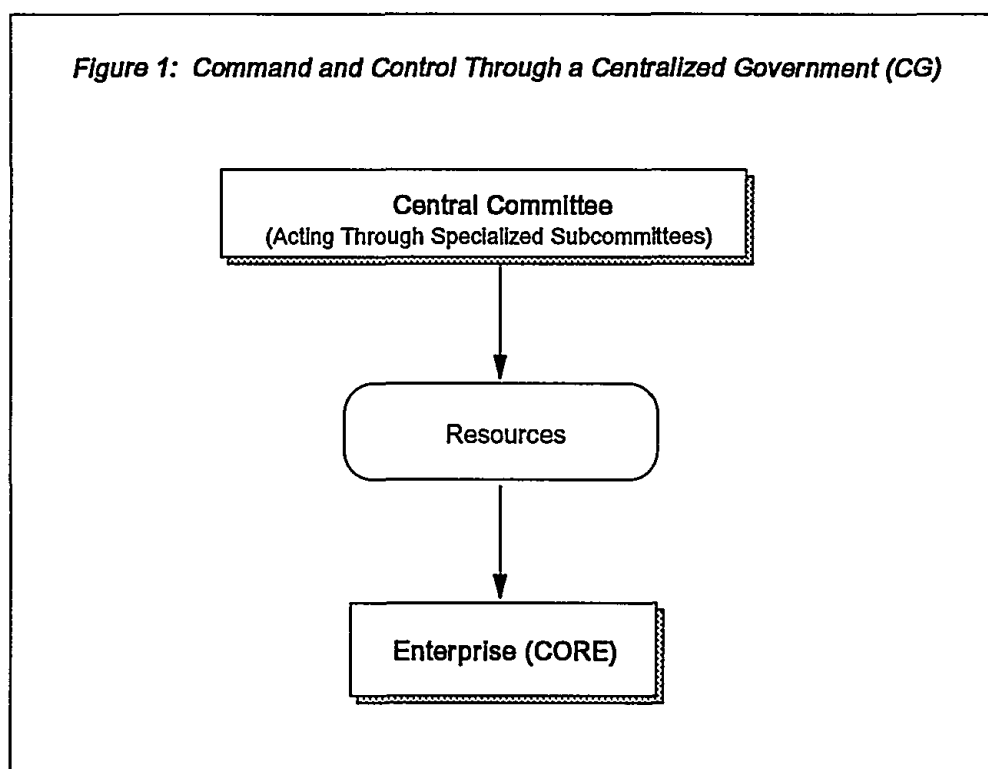 Figure 1: Command and Control Through a Centralized Government (CG)
Central Committee
(Acting Through Specialized Subcommittees)
Resources
Enterprise (CORE)